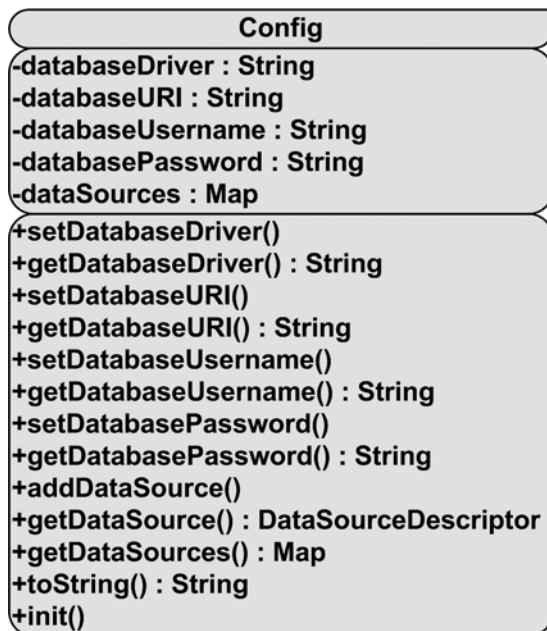 Config
-databaseDriver : String
-databaseURI : String
-databaseUsername : String
-databasePassword : String
-dataSources : Map
+setDatabaseDriver()
+getDatabaseDriver() : String
+setDatabaseURI()
+getDatabaseURI() : String
+setDatabaseUsername()
+getDatabaseUsername() : String
+setDatabasePassword()
+getDatabasePassword() : String
+addDataSource()
+getDataSource() : DataSourceDescriptor
+getDataSources() : Map
+toString() : String
+init()